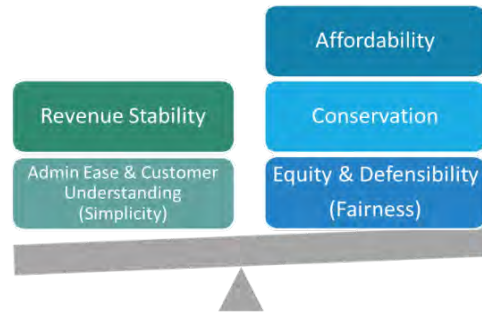 Affordability
Revenue Stability
Conservation
Admin Ease & Customer
Understanding
(Simplicity)
Equity & Defensibility
(Fairness)